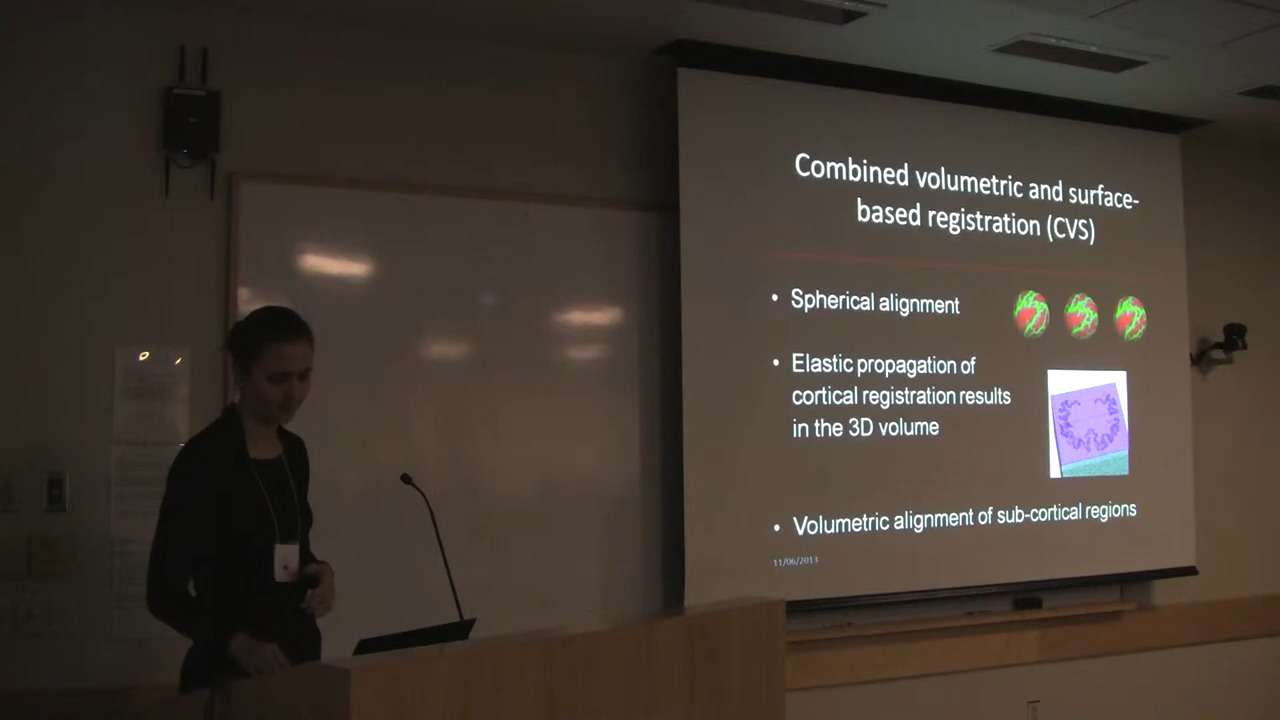 Combined volumetric and surface-
based registration (CVS)
• Spherical alignment
• Elastic propagation of
cortical registration results
in the 3D volume
• Volumetric alignment of sub-cortical regions
11/06/2013